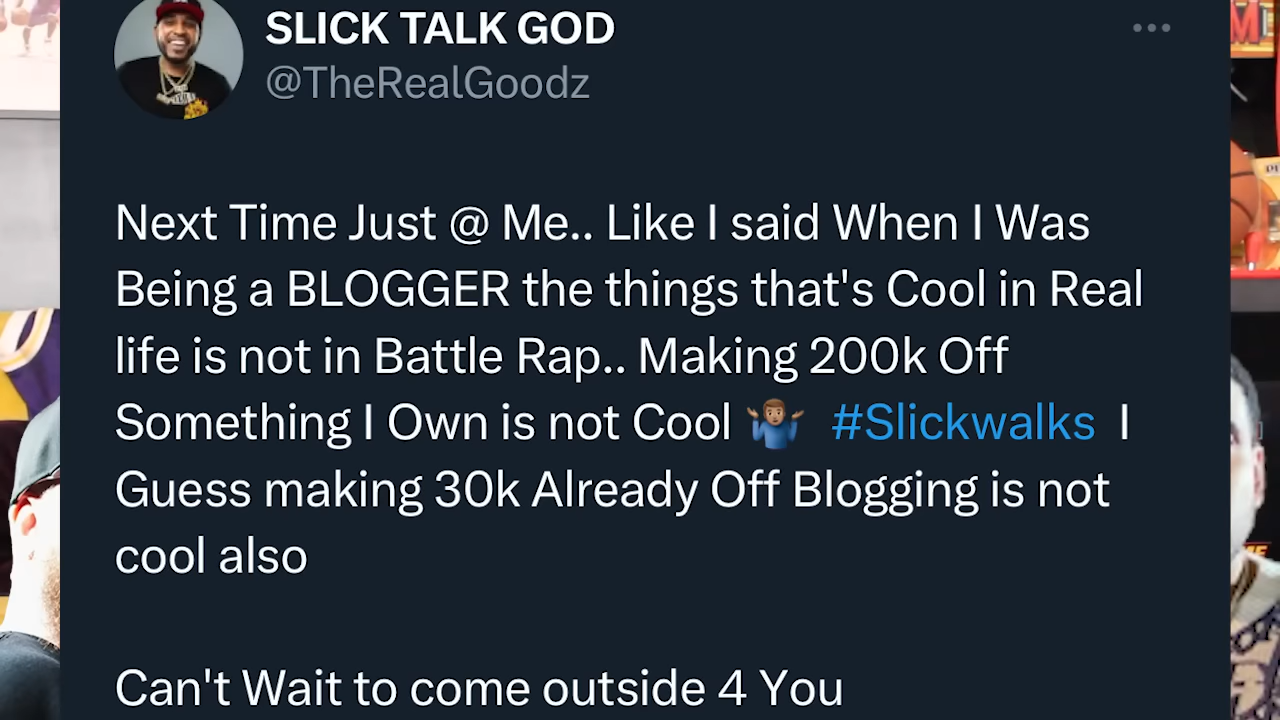 SLICK TALK GOD
@TheRealGoodz
Next Time Just @ Me.. Like I said When I Was
Being a BLOGGER the things that's Cool in Real
life is not in Battle Rap.. Making 200k Off
Something I Own is not Cool 🤷🏽‍♂️ #Slickwalks I
Guess making 30k Already Off Blogging is not
cool also
Can't Wait to come outside 4 You